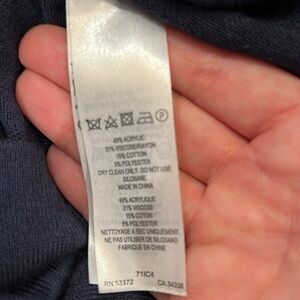 P
49% ACRYLIC
31% VISCOSE/RAYON
15% COTTON
5% POLYESTER
DRY CLEAN ONLY. DO NOT USE
SILOXANE
MADE IN CHINA
49% ACRYLIQUE
31% VISCOSE
15% COTON
5% POLYESTER
NETTOYAGE A SEC UNIQUEMENT.
NE PAS UTILISER DE SILOXANO
FABRIQUE EN CHINE
71IC4
RN 53372 CA 34338